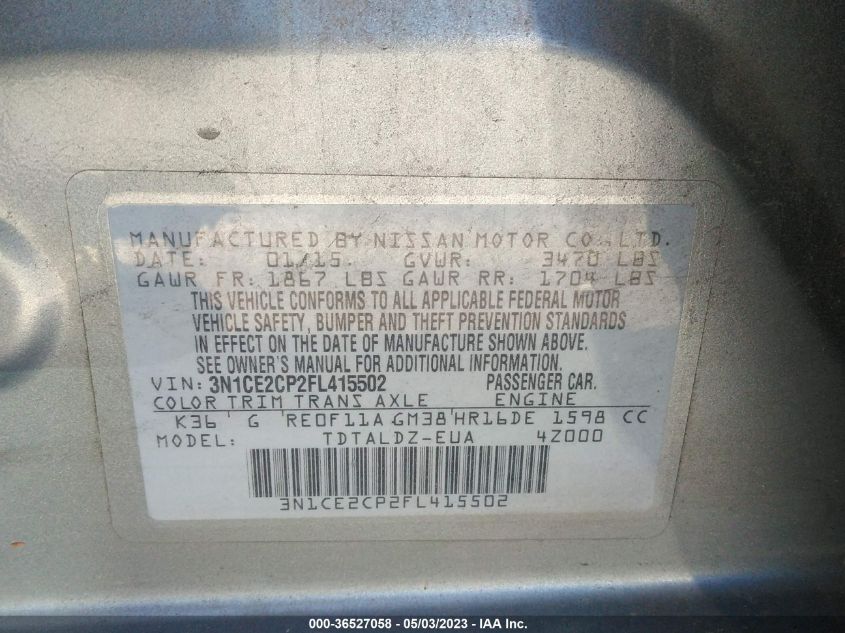 MANUFACTURED BY NISSAN MOTOR CO. LTD.
DATE: 01/15 GVWR: 3470 LBS
GAWR FR: 1867 LBS GAWR RR: 1704 LBS
THIS VEHICLE CONFORMS TO ALL APPLICABLE FEDERAL MOTOR
VEHICLE SAFETY, BUMPER AND THEFT PREVENTION STANDARDS
IN EFFECT ON THE DATE OF MANUFACTURE SHOWN ABOVE.
SEE OWNER'S MANUAL FOR ADDITIONAL INFORMATION.
VIN: 3N1CE2CP2FL415502 PASSENGER CAR.
COLOR TRIM TRANS AXLE ENGINE
K36 G RE0F11A GM38 HR16DE 1598 CC
MODEL: TDTALDZ-EUA 4Z000
3N1CE2CP2FL415502
000-36527058 - 05/03/2023 - IAA Inc.